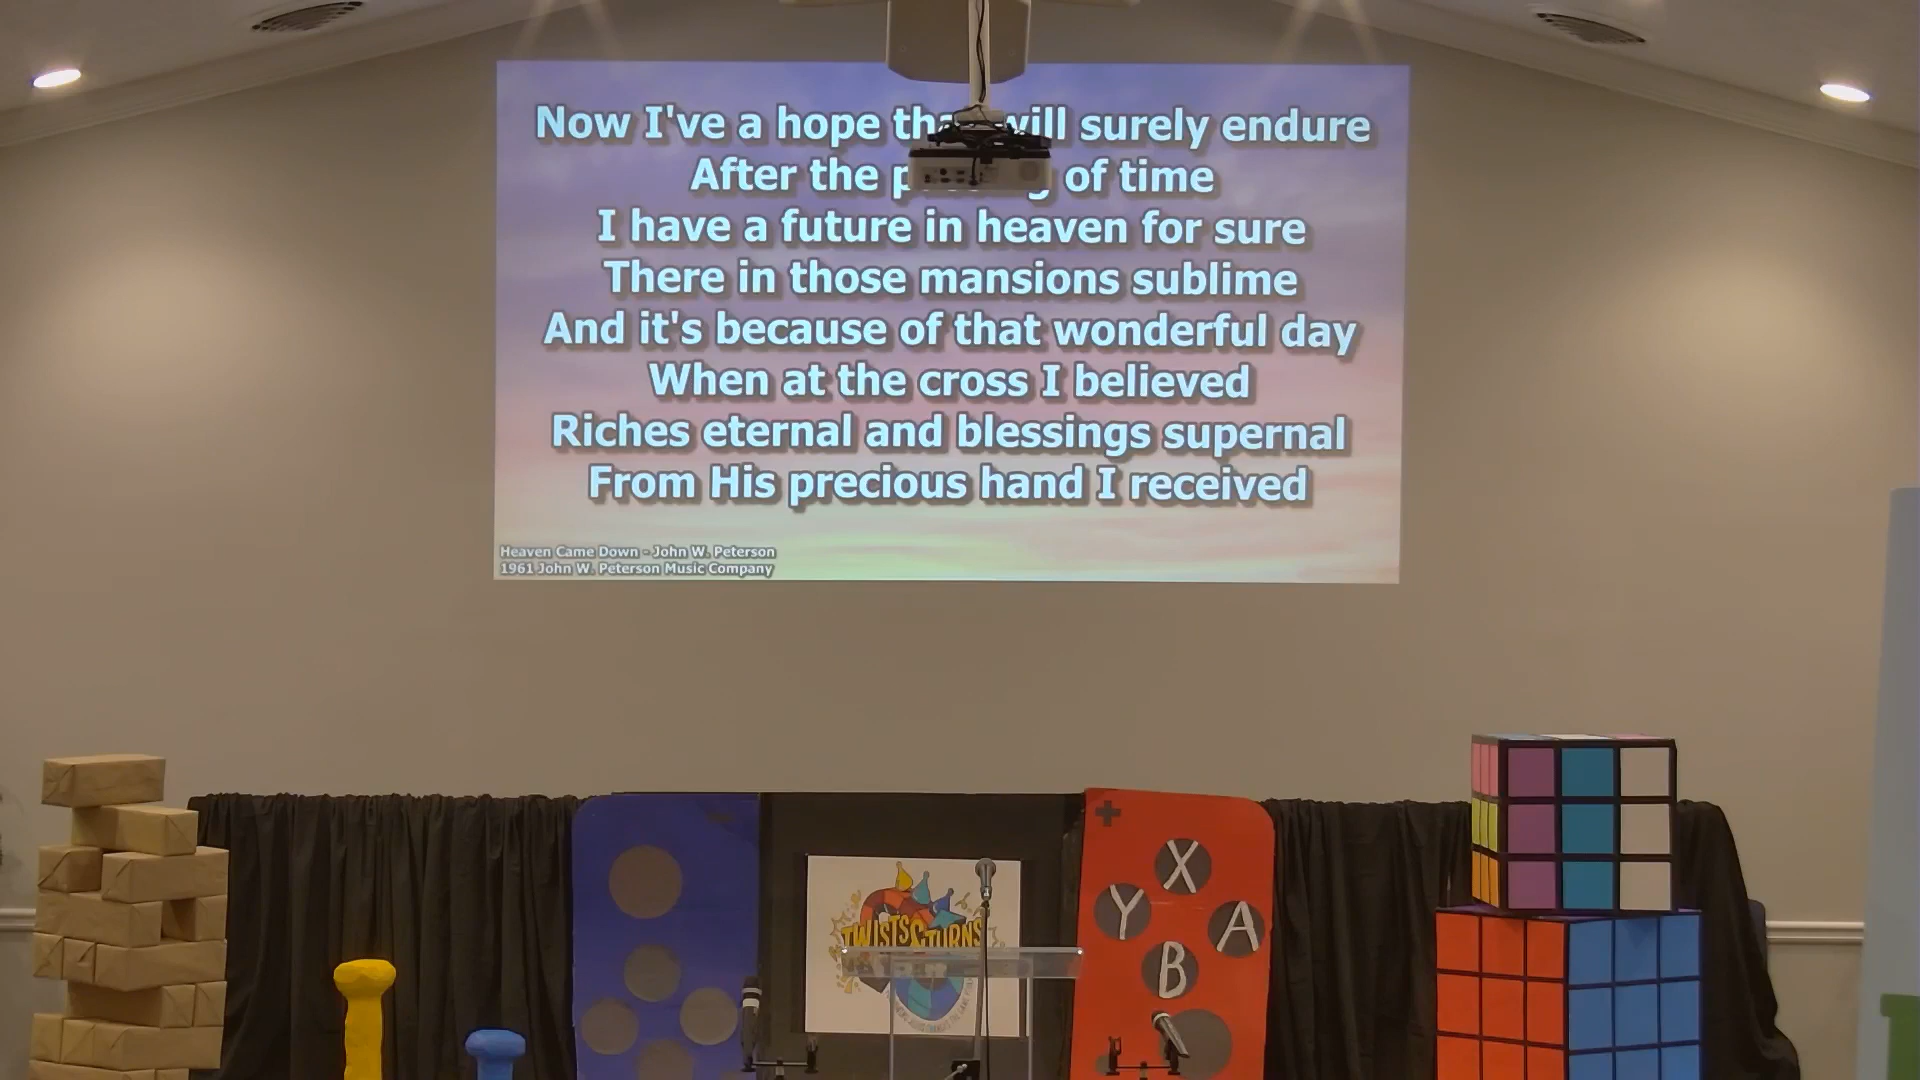 Now I've a hope that will surely endure
After the of time
I have a future in heaven for sure
There in those mansions sublime
And it's because of that wonderful day
When at the cross I believed
Riches eternal and blessings supernal
From His precious hand I received
Heaven Came Down - John W. Peterson
1961 John W. Peterson Music Company
TWISTS & TURNS
+
X
Y
A
B